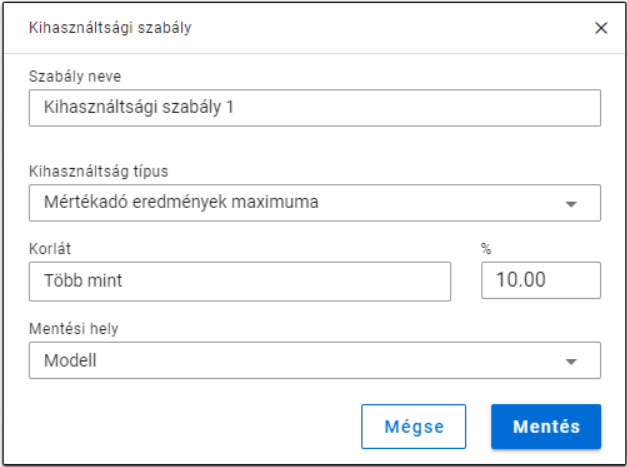 Kihasználtsági szabály
Szabály neve
Kihasználtsági szabály 1
Kihasználtság típus
Mértékadó eredmények maximuma
Korlát %
Több mint 10.00
Mentési hely
Modell
Mégse Mentés